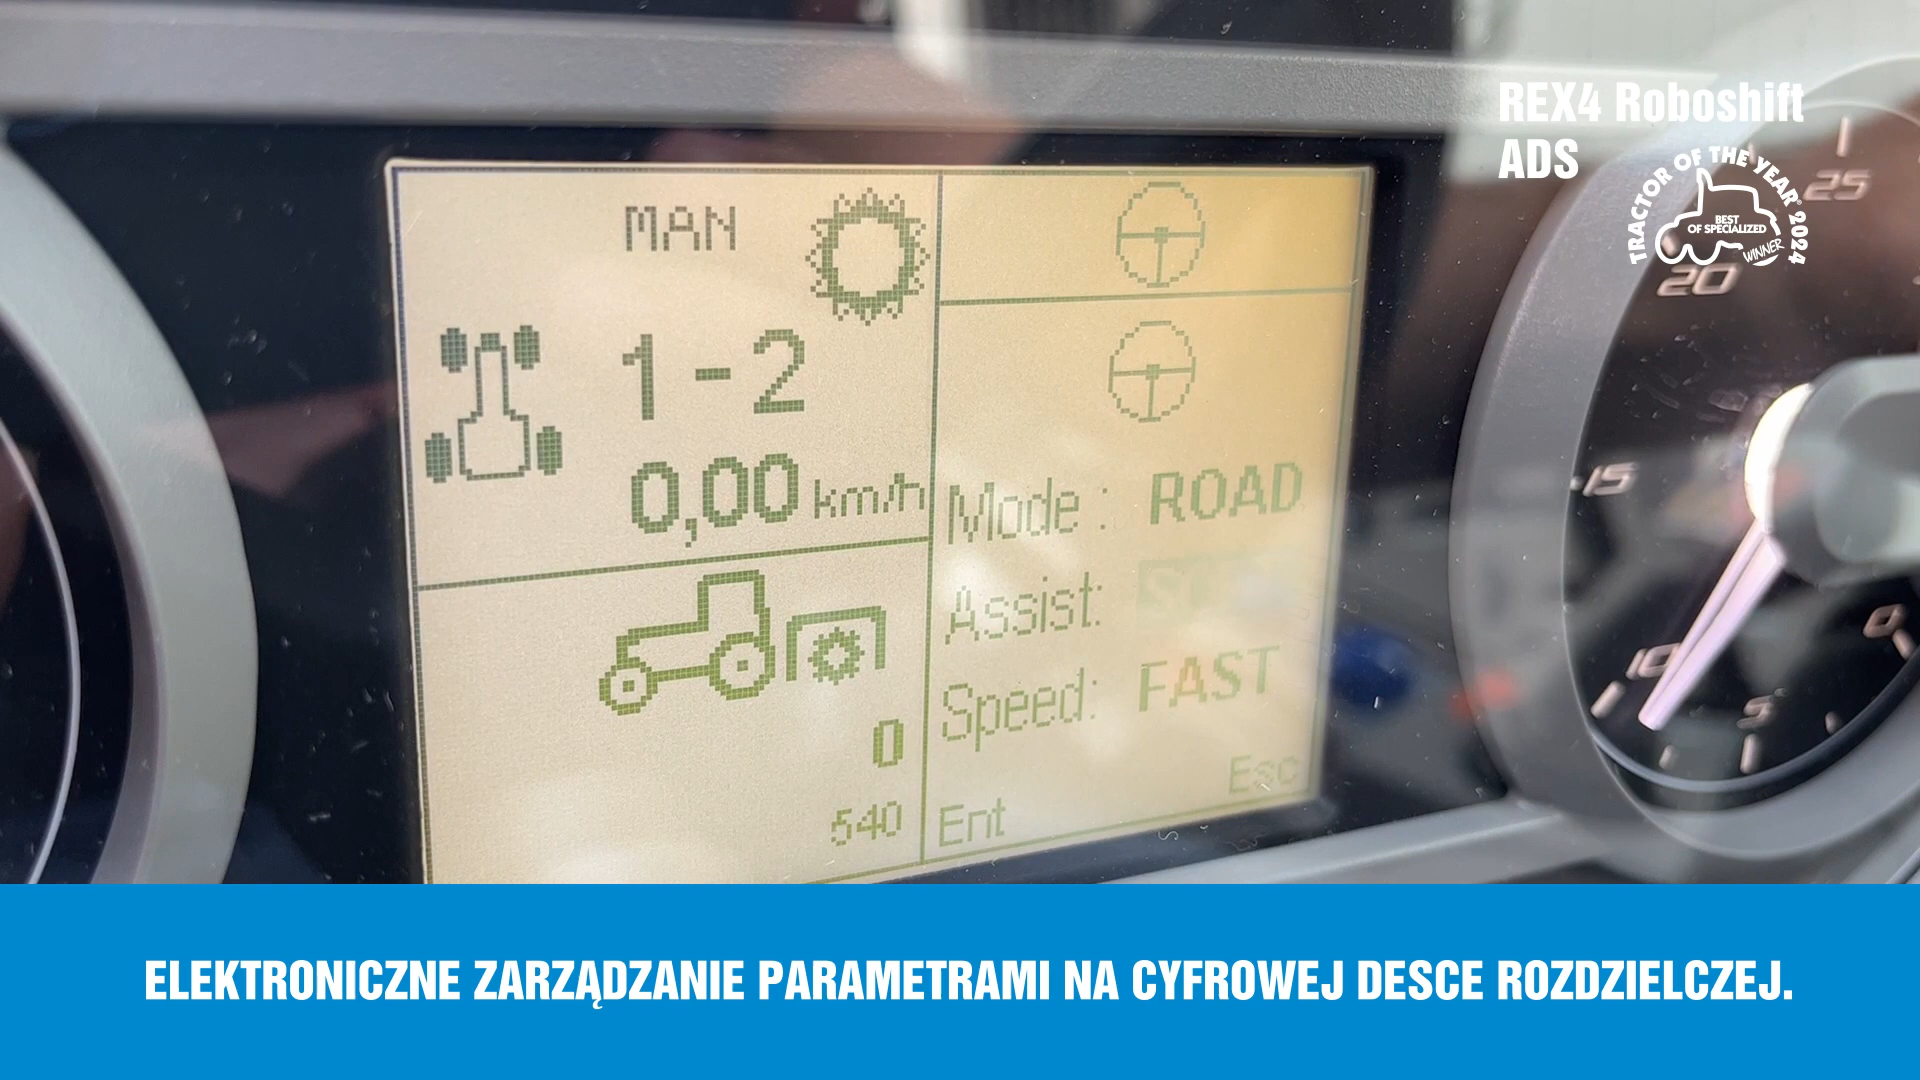 REX4 Roboshift
ADS
TRACTOR OF THE YEAR® 2024
BEST
OF SPECIALIZED
WINNER
MAN
1-2
0,00 km/h
0
540
Mode : ROAD
Assist:
Speed: FAST
Esc
Ent
25
20
15
10
5
0
ELEKTRONICZNE ZARZĄDZANIE PARAMETRAMI NA CYFROWEJ DESCE ROZDZIELCZEJ.